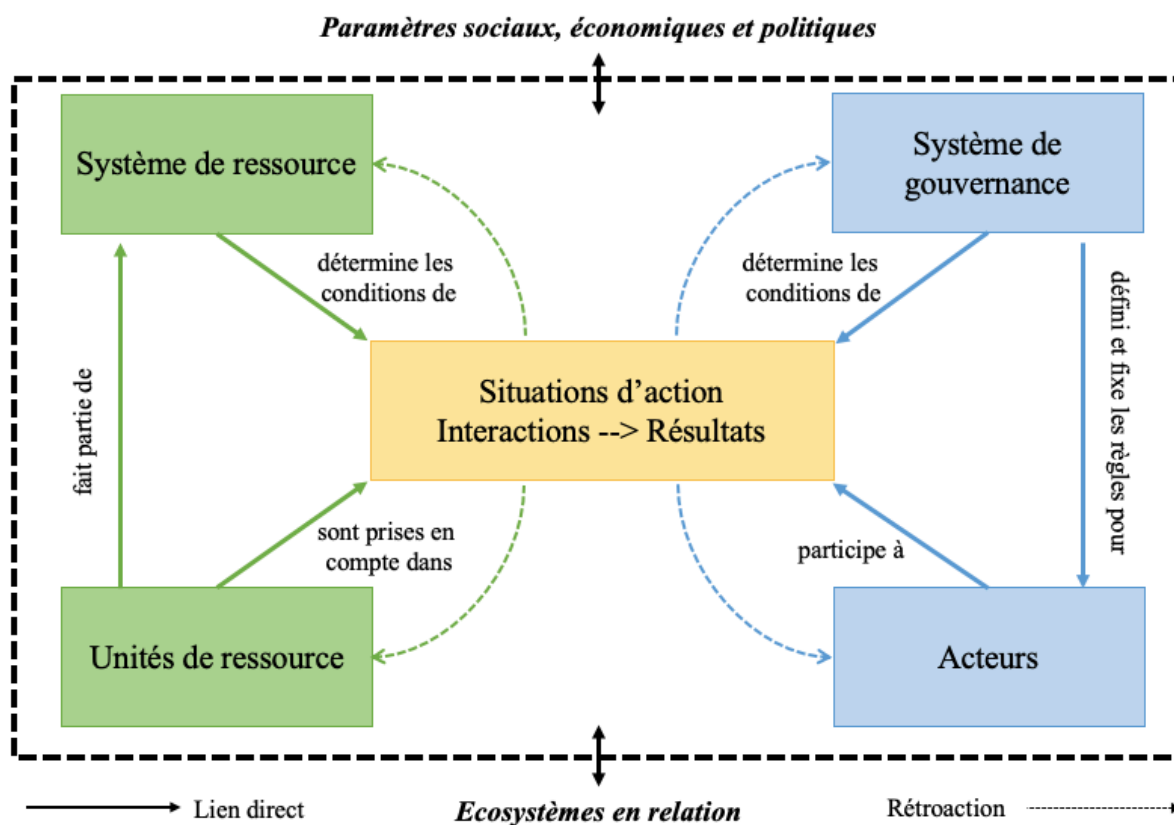 Paramètres sociaux, économiques et politiques
Système de ressource
Système de
gouvernance
détermine les
conditions de
détermine les
conditions de
fait partie de
défini et fixe les règles pour
Situations d’action
Interactions --> Résultats
sont prises en
compte dans
participe à
Unités de ressource
Acteurs
Lien direct
Ecosystèmes en relation
Rétroaction